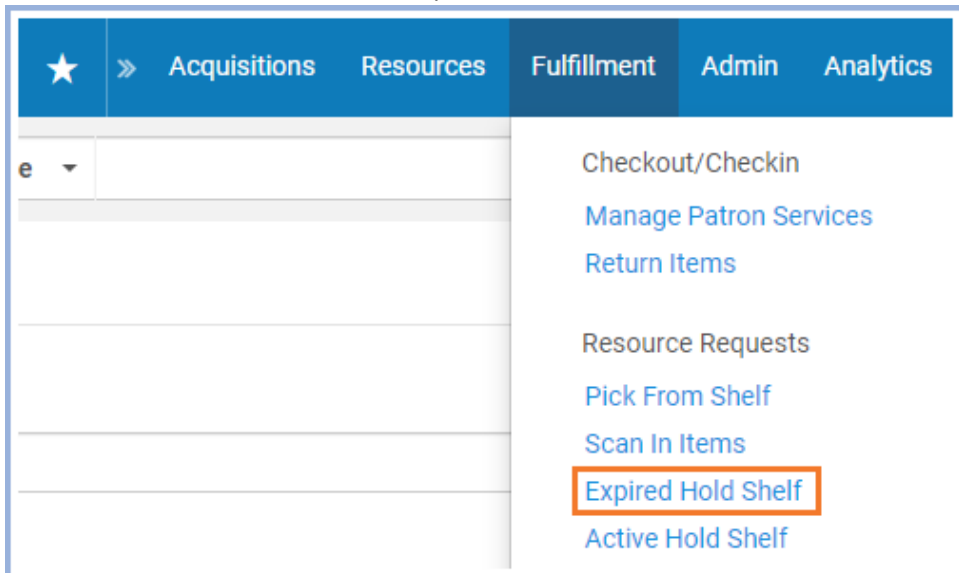 Acquisitions Resources Fulfillment Admin Analytics
e
Checkout/Checkin
Manage Patron Services
Return Items
Resource Requests
Pick From Shelf
Scan In Items
Expired Hold Shelf
Active Hold Shelf